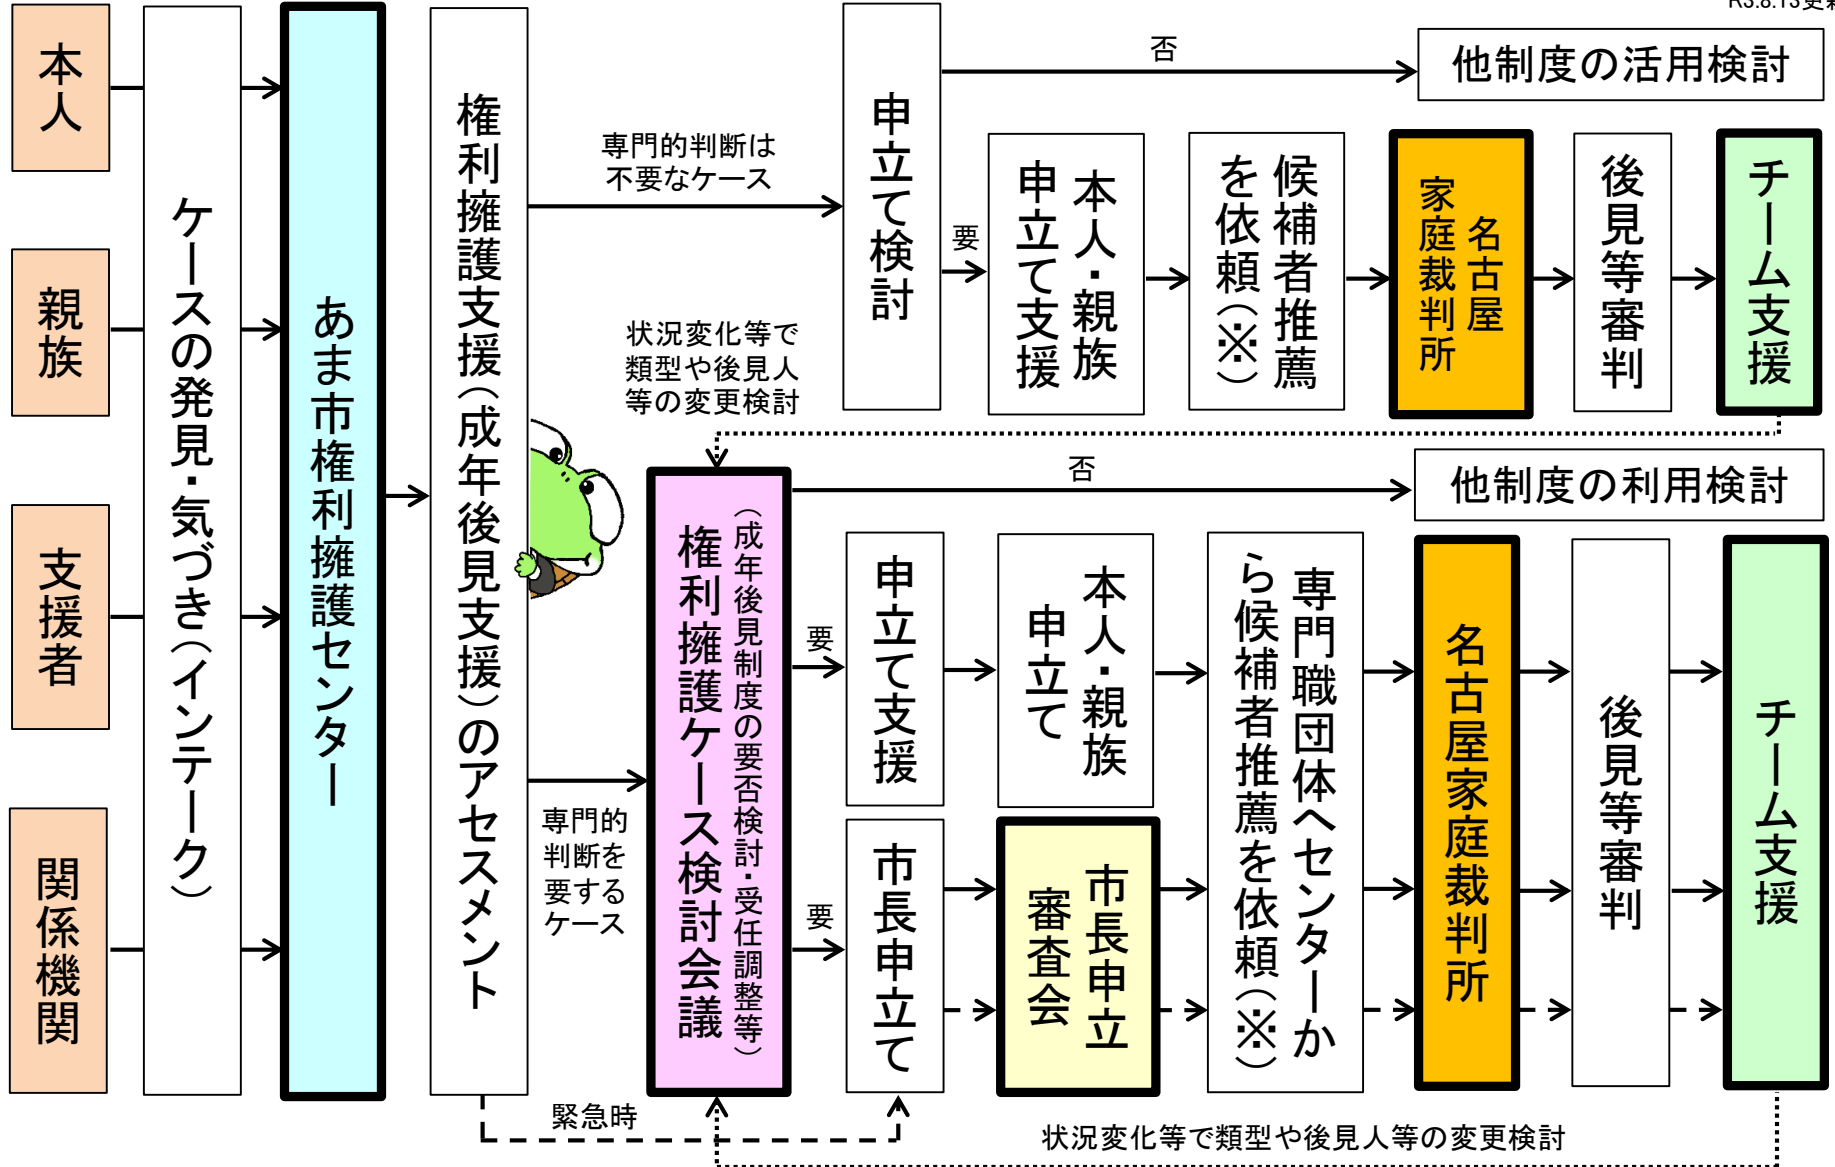 R3.8.13更新
本人
親族
支援者
関係機関
ケースの発見・気づき（インテーク）
あま市権利擁護センター
権利擁護支援（成年後見支援）のアセスメント
専門的判断は
不要なケース
申立て検討
否
他制度の活用検討
要
本人・親族
申立て支援
候補者推薦
を依頼（※）
名古屋
家庭裁判所
後見等審判
チーム支援
状況変化等で
類型や後見人
等の変更検討
専門的
判断を
要する
ケース
（成年後見制度の要否検討・受任調整等）
権利擁護ケース検討会議
否
他制度の利用検討
要
申立て支援
本人・親族
申立て
要
市長申立て
市長申立
審査会
専門職団体へセンターか
ら候補者推薦を依頼（※）
名古屋家庭裁判所
後見等審判
チーム支援
緊急時
状況変化等で類型や後見人等の変更検討